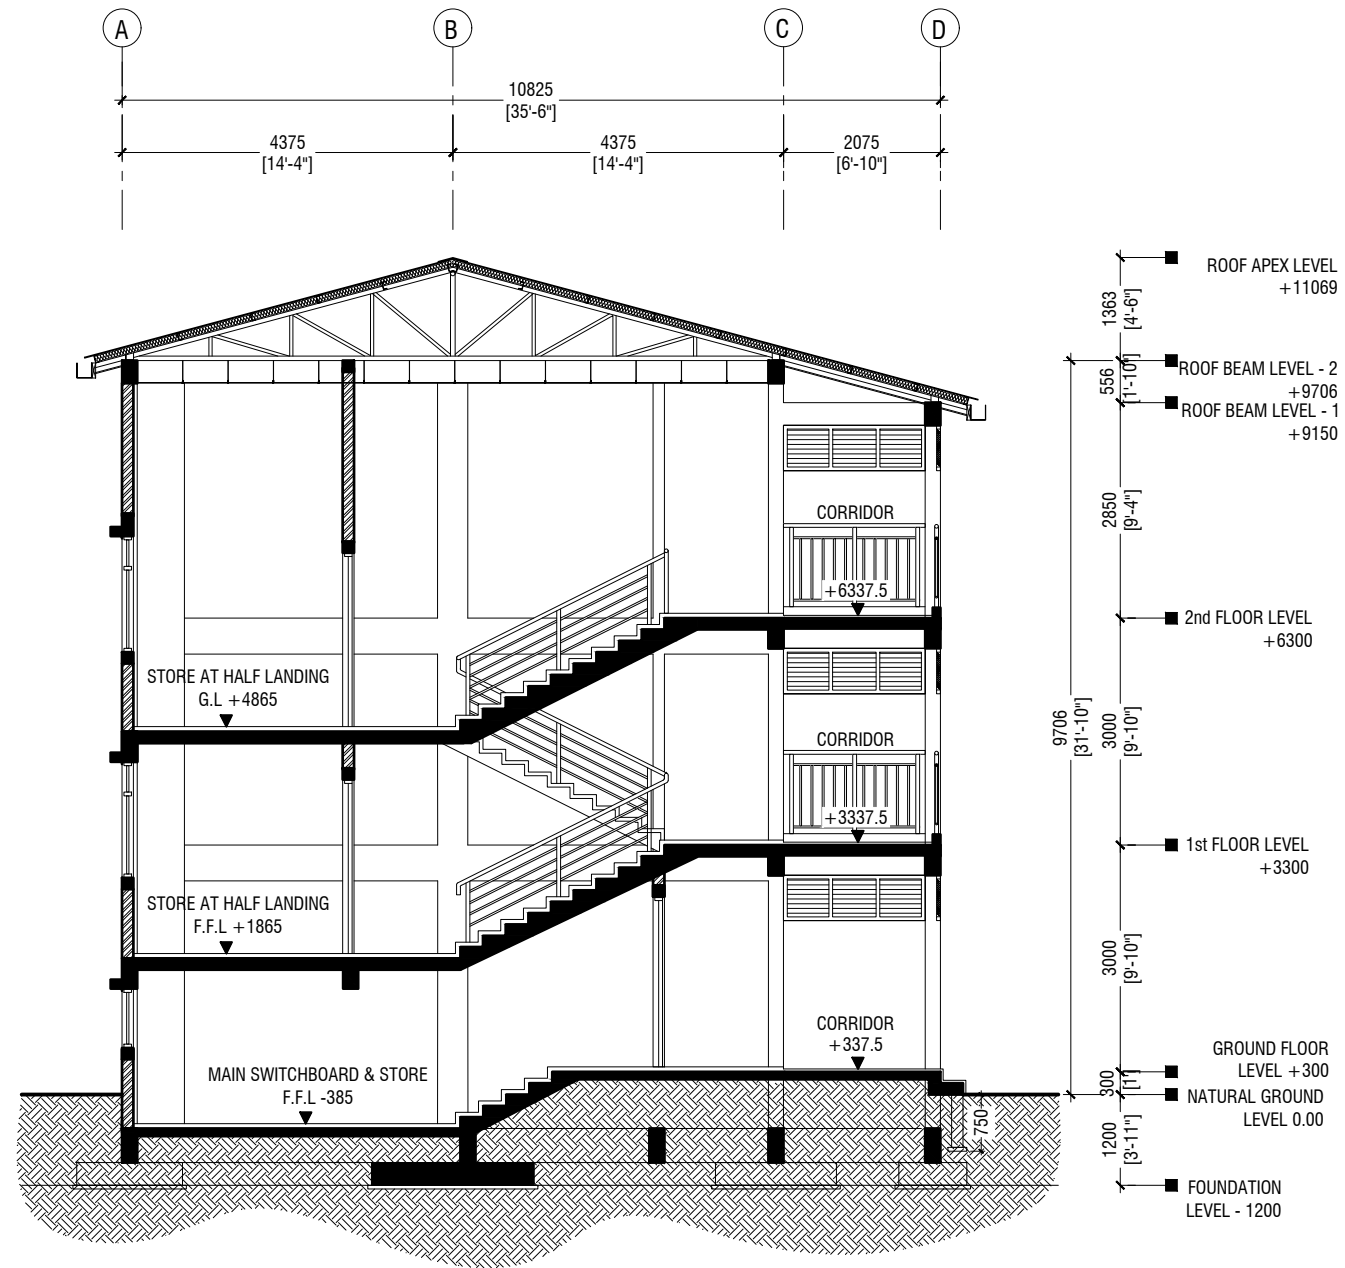 A
B
C
D
10825
[35'-6"]
4375
[14'-4"]
4375
[14'-4"]
2075
[6'-10"]
ROOF APEX LEVEL
+11069
1363
[4'-6"]
ROOF BEAM LEVEL - 2
+9706
556
[1'-10"]
ROOF BEAM LEVEL - 1
+9150
2850
[9'-4"]
CORRIDOR
+6337.5
2nd FLOOR LEVEL
+6300
STORE AT HALF LANDING
G.L +4865
9706
[31'-10"]
3000
[9'-10"]
CORRIDOR
+3337.5
1st FLOOR LEVEL
+3300
STORE AT HALF LANDING
F.F.L +1865
3000
[9'-10"]
CORRIDOR
+337.5
GROUND FLOOR
LEVEL +300
MAIN SWITCHBOARD & STORE
F.F.L -385
300
[1']
NATURAL GROUND
LEVEL 0.00
750
1200
[3'-11"]
FOUNDATION
LEVEL - 1200